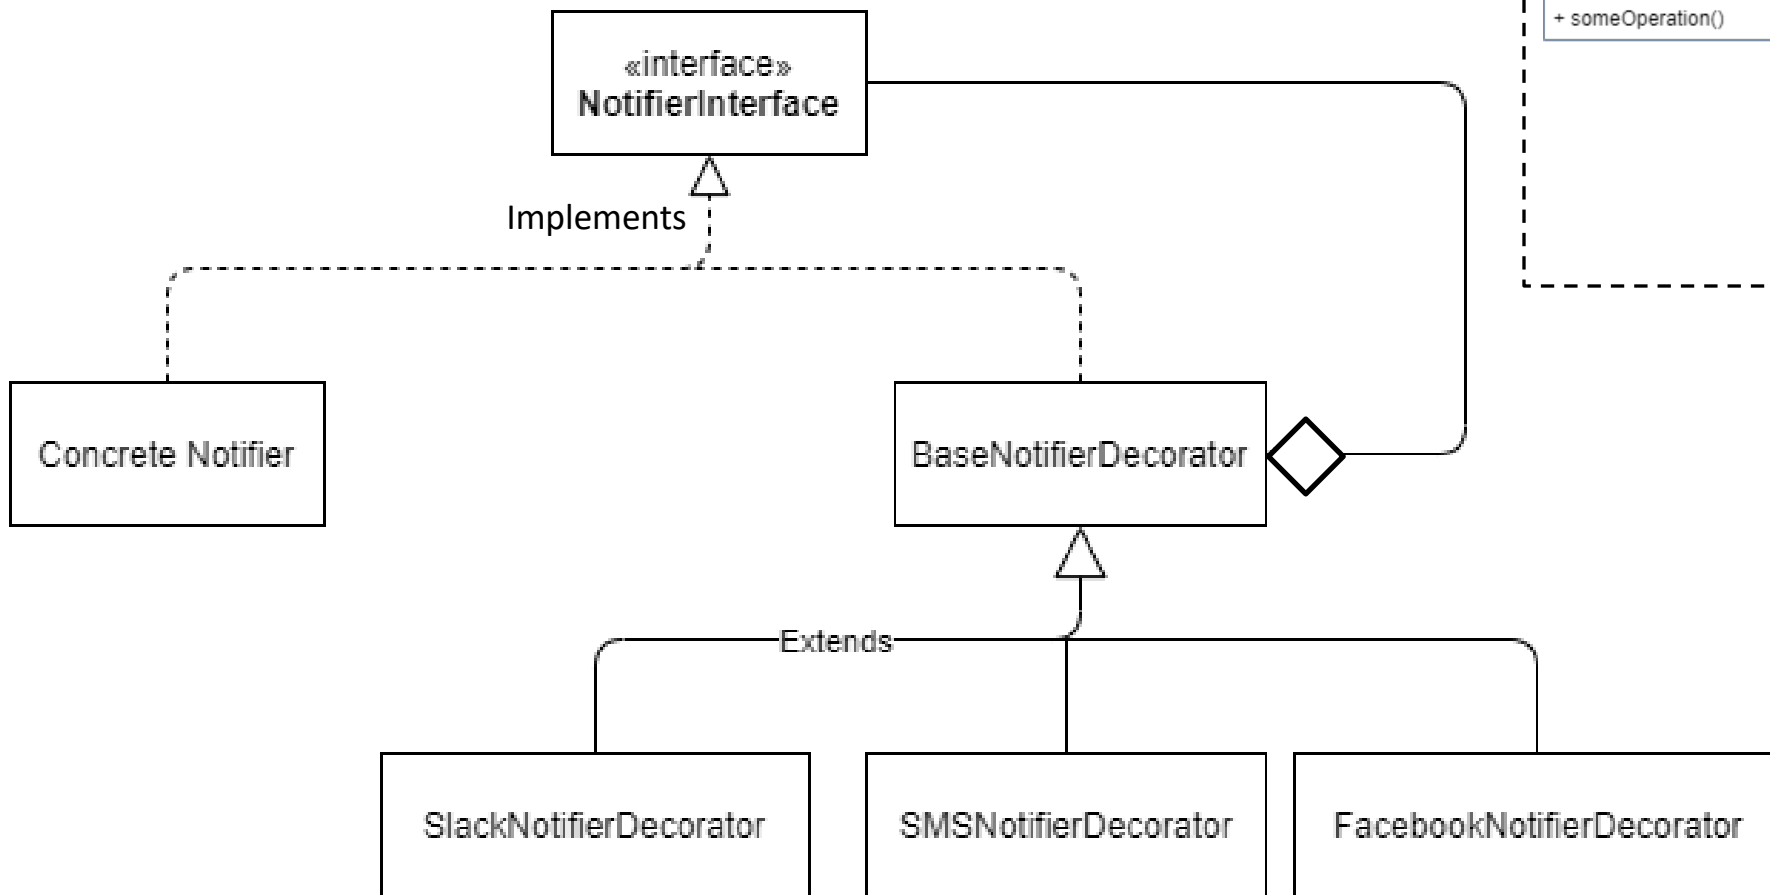 + someOperation()
«interface»
NotifierInterface
Implements
Concrete Notifier
BaseNotifierDecorator
Extends
SlackNotifierDecorator
SMSNotifierDecorator
FacebookNotifierDecorator